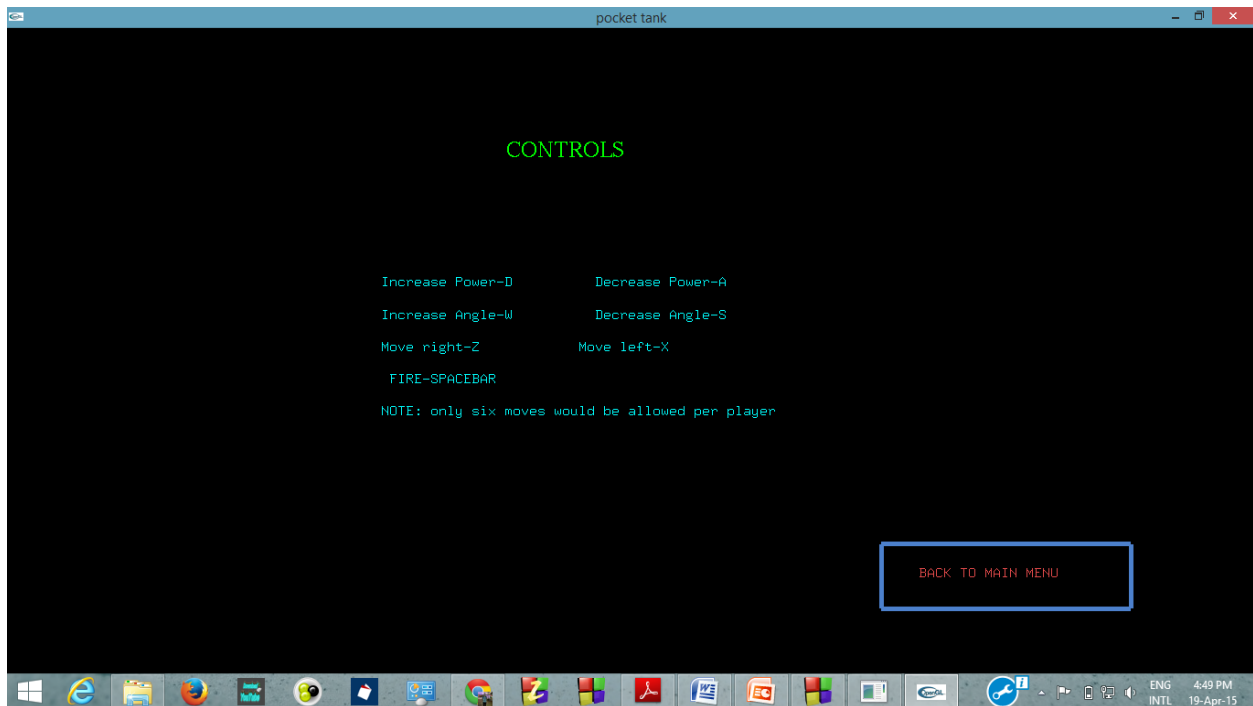 pocket tank
CONTROLS
Increase Power-D Decrease Power-A
Increase Angle-W Decrease Angle-S
Move right-Z Move left-X
FIRE-SPACEBAR
NOTE: only six moves would be allowed per player
BACK TO MAIN MENU
OpenGL
ENG 4:49 PM
INTL 19-Apr-15